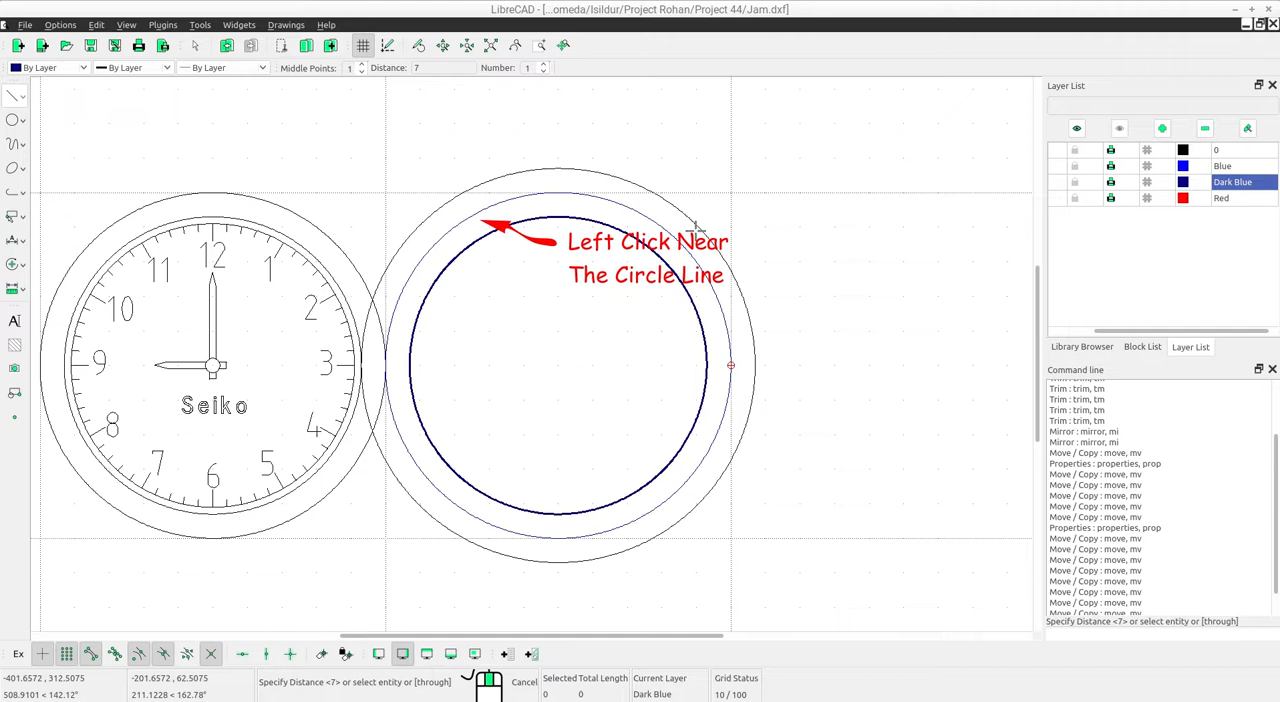 LibreCAD - [...omeda/Isildur/Project Rohan/Project 44/Jam.dxf]
File Options Edit View Plugins Tools Widgets Drawings Help
By Layer By Layer By Layer Middle Points: 1 Distance: 7 Number: 1
Layer List
0
Blue
Dark Blue
Red
Library Browser Block List Layer List
Command line
Trim : trim, tm
Trim : trim, tm
Trim : trim, tm
Trim : trim, tm
Trim : trim, tm
Mirror : mirror, mi
Mirror : mirror, mi
Move / Copy : move, mv
Properties : properties, prop
Move / Copy : move, mv
Move / Copy : move, mv
Move / Copy : move, mv
Move / Copy : move, mv
Move / Copy : move, mv
Properties : properties, prop
Move / Copy : move, mv
Move / Copy : move, mv
Move / Copy : move, mv
Move / Copy : move, mv
Move / Copy : move, mv
Move / Copy : move, mv
Move / Copy : move, mv
Move / Copy : move, mv
Specify Distance <7> or select entity or [through]
12
11 1
10 2
9 3
8 4
7 5
6
Seiko
Left Click Near
The Circle Line
Ex
-401.6572 , 312.5075
508.9101 < 142.12°
-201.6572 , 62.5075
211.1228 < 162.78°
Specify Distance <7> or select entity or [through]
Cancel
Selected Total Length
0 0
Current Layer
Dark Blue
Grid Status
10 / 100